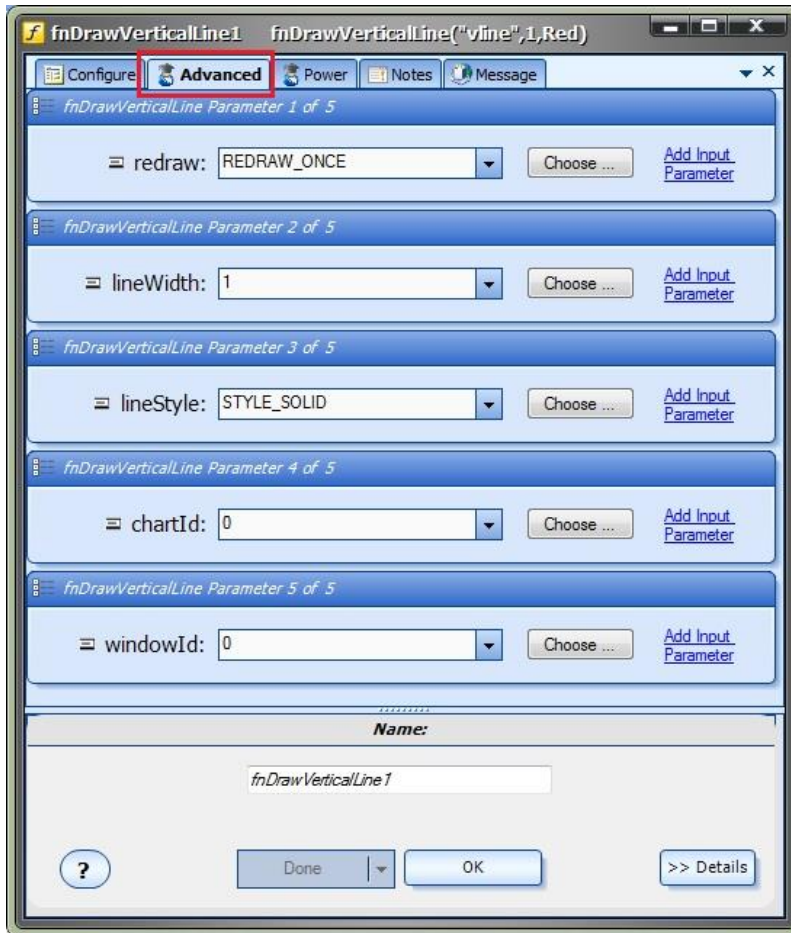 fnDrawVerticalLine1 fnDrawVerticalLine("vline",1,Red)
Configure Advanced Power Notes Message
fnDrawVerticalLine Parameter 1 of 5
redraw: REDRAW_ONCE Choose ... Add Input
Parameter
fnDrawVerticalLine Parameter 2 of 5
lineWidth: 1 Choose ... Add Input
Parameter
fnDrawVerticalLine Parameter 3 of 5
lineStyle: STYLE_SOLID Choose ... Add Input
Parameter
fnDrawVerticalLine Parameter 4 of 5
chartId: 0 Choose ... Add Input
Parameter
fnDrawVerticalLine Parameter 5 of 5
windowId: 0 Choose ... Add Input
Parameter
Name:
fnDrawVerticalLine1
? Done OK >> Details